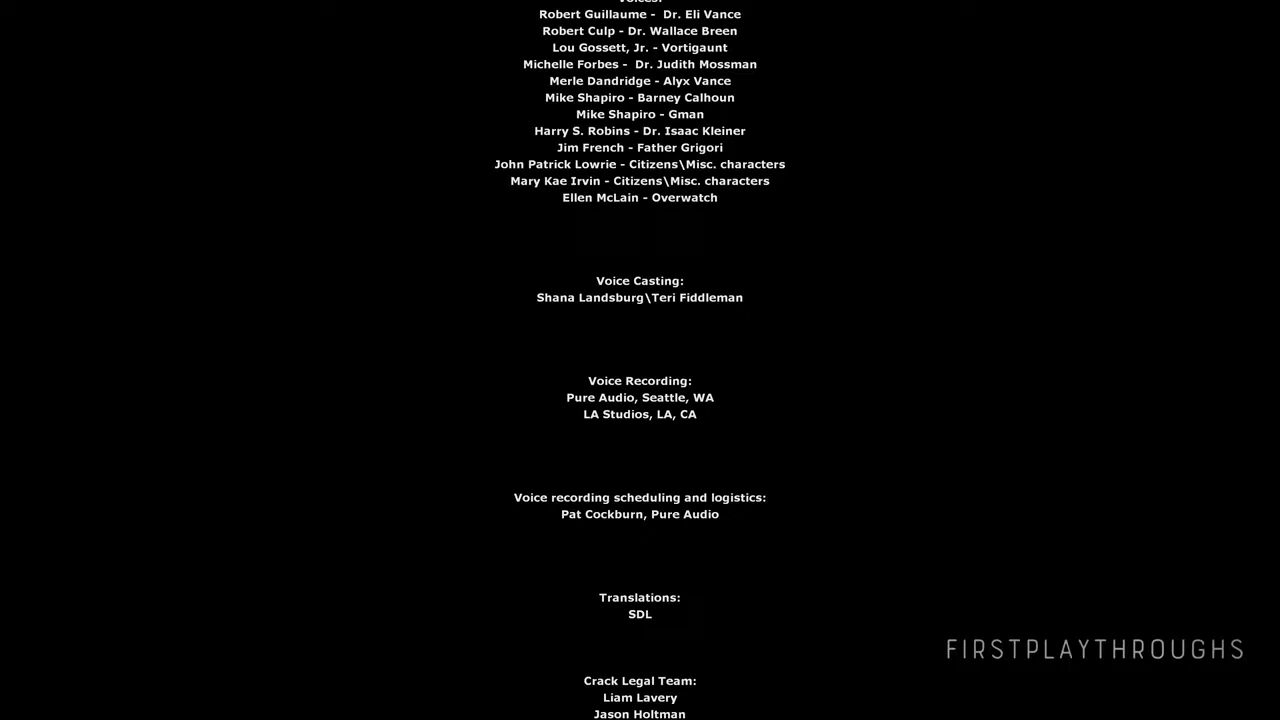 Voices:
Robert Guillaume -  Dr. Eli Vance
Robert Culp - Dr. Wallace Breen
Lou Gossett, Jr. - Vortigaunt
Michelle Forbes -  Dr. Judith Mossman
Merle Dandridge - Alyx Vance
Mike Shapiro - Barney Calhoun
Mike Shapiro - Gman
Harry S. Robins - Dr. Isaac Kleiner
Jim French - Father Grigori
John Patrick Lowrie - Citizens\Misc. characters
Mary Kae Irvin - Citizens\Misc. characters
Ellen McLain - Overwatch
Voice Casting:
Shana Landsburg\Teri Fiddleman
Voice Recording:
Pure Audio, Seattle, WA
LA Studios, LA, CA
Voice recording scheduling and logistics:
Pat Cockburn, Pure Audio
Translations:
SDL
FIRSTPLAYTHROUGHS
Crack Legal Team:
Liam Lavery
Jason Holtman